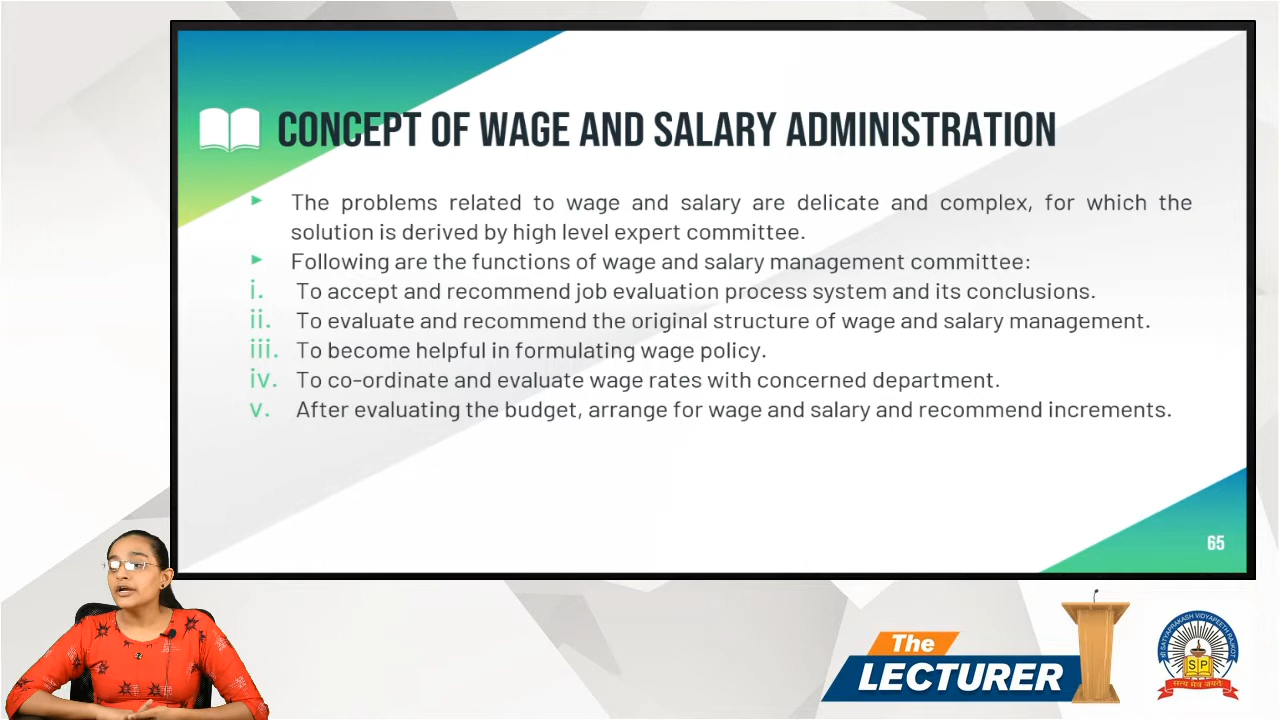 CONCEPT OF WAGE AND SALARY ADMINISTRATION
The problems related to wage and salary are delicate and complex, for which the
solution is derived by high level expert committee.
Following are the functions of wage and salary management committee:
i. To accept and recommend job evaluation process system and its conclusions.
ii. To evaluate and recommend the original structure of wage and salary management.
iii. To become helpful in formulating wage policy.
iv. To co-ordinate and evaluate wage rates with concerned department.
v. After evaluating the budget, arrange for wage and salary and recommend increments.
65
The
LECTURER
SATYAPRAKASH VIDYAPEETH RAJKOT
SP
सत्य मेव जयते